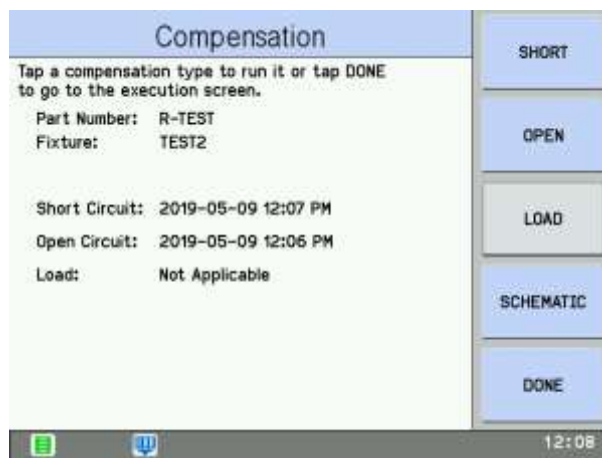 Compensation
Tap a compensation type to run it or tap DONE
to go to the execution screen.
Part Number: R-TEST
Fixture: TEST2
Short Circuit: 2019-05-09 12:07 PM
Open Circuit: 2019-05-09 12:06 PM
Load: Not Applicable
SHORT
OPEN
LOAD
SCHEMATIC
DONE
12:08